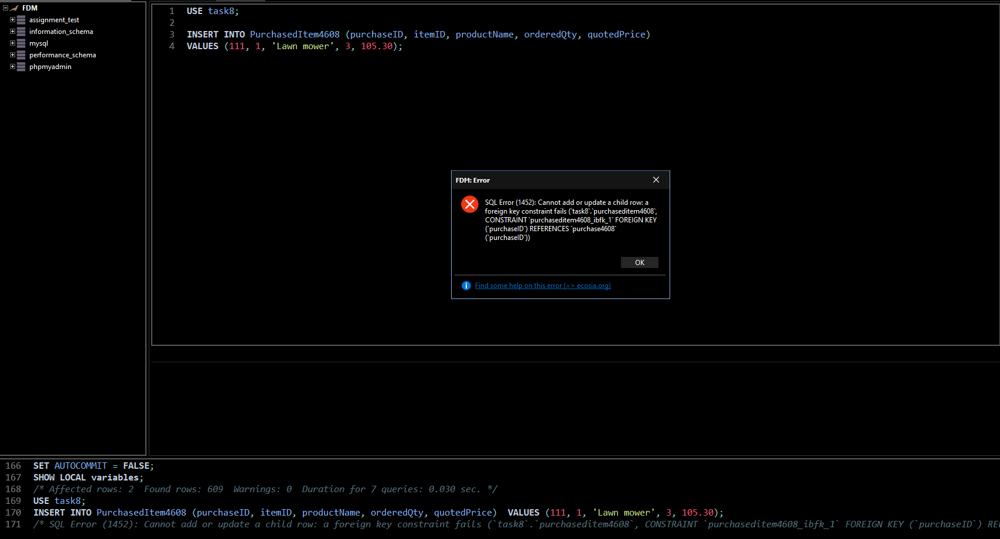 FDM
assignment_test
information_schema
mysql
performance_schema
phpmyadmin
1 USE task8;
2
3 INSERT INTO PurchasedItem4608 (purchaseID, itemID, productName, orderedQty, quotedPrice)
4 VALUES (111, 1, 'Lawn mower', 3, 105.30);
FDM: Error
SQL Error (1452): Cannot add or update a child row: a
foreign key constraint fails (`task8`.`purchaseditem4608`,
CONSTRAINT `purchaseditem4608_ibfk_1` FOREIGN KEY
(`purchaseID`) REFERENCES `purchase4608`
(`purchaseID`))
OK
Find some help on this error (=> ecosia.org)
166 SET AUTOCOMMIT = FALSE;
167 SHOW LOCAL variables;
168 /* Affected rows: 2  Found rows: 609  Warnings: 0  Duration for 7 queries: 0.030 sec. */
169 USE task8;
170 INSERT INTO PurchasedItem4608 (purchaseID, itemID, productName, orderedQty, quotedPrice)  VALUES (111, 1, 'Lawn mower', 3, 105.30);
171 /* SQL Error (1452): Cannot add or update a child row: a foreign key constraint fails (`task8`.`purchaseditem4608`, CONSTRAINT `purchaseditem4608_ibfk_1` FOREIGN KEY (`purchaseID`) RE